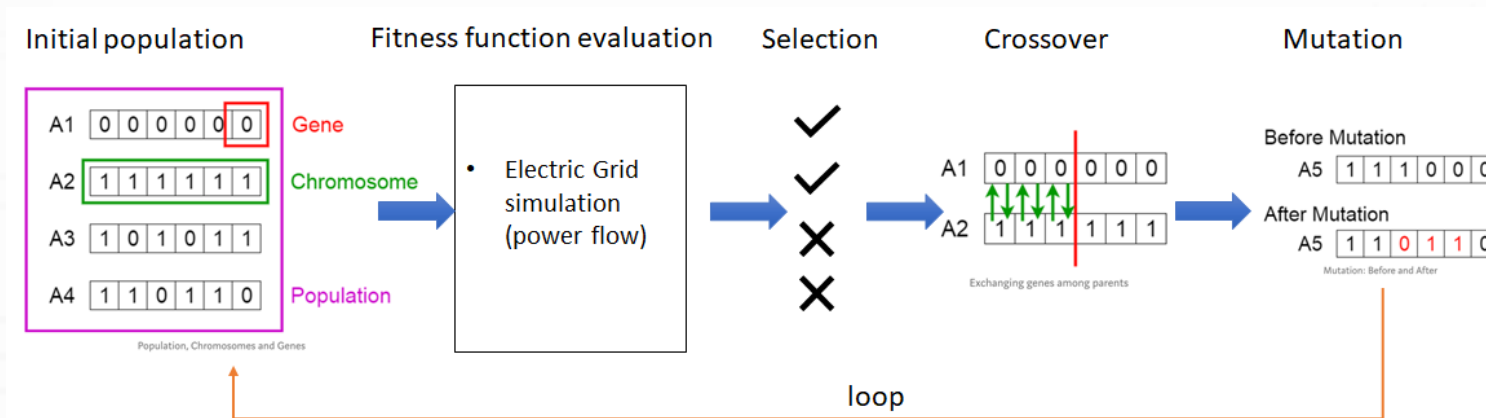 Initial population
Fitness function evaluation
Selection
Crossover
Mutation
A1 0 0 0 0 0 0 Gene
A2 1 1 1 1 1 1 Chromosome
A3 1 0 1 0 1 1
A4 1 1 0 1 1 0 Population
Population, Chromosomes and Genes
• Electric Grid
simulation
(power flow)
A1 0 0 0 0 0 0
A2 1 1 1 1 1 1
Exchanging genes among parents
Before Mutation
A5 1 1 1 0 0 0
After Mutation
A5 1 1 0 1 1 0
Mutation: Before and After
loop